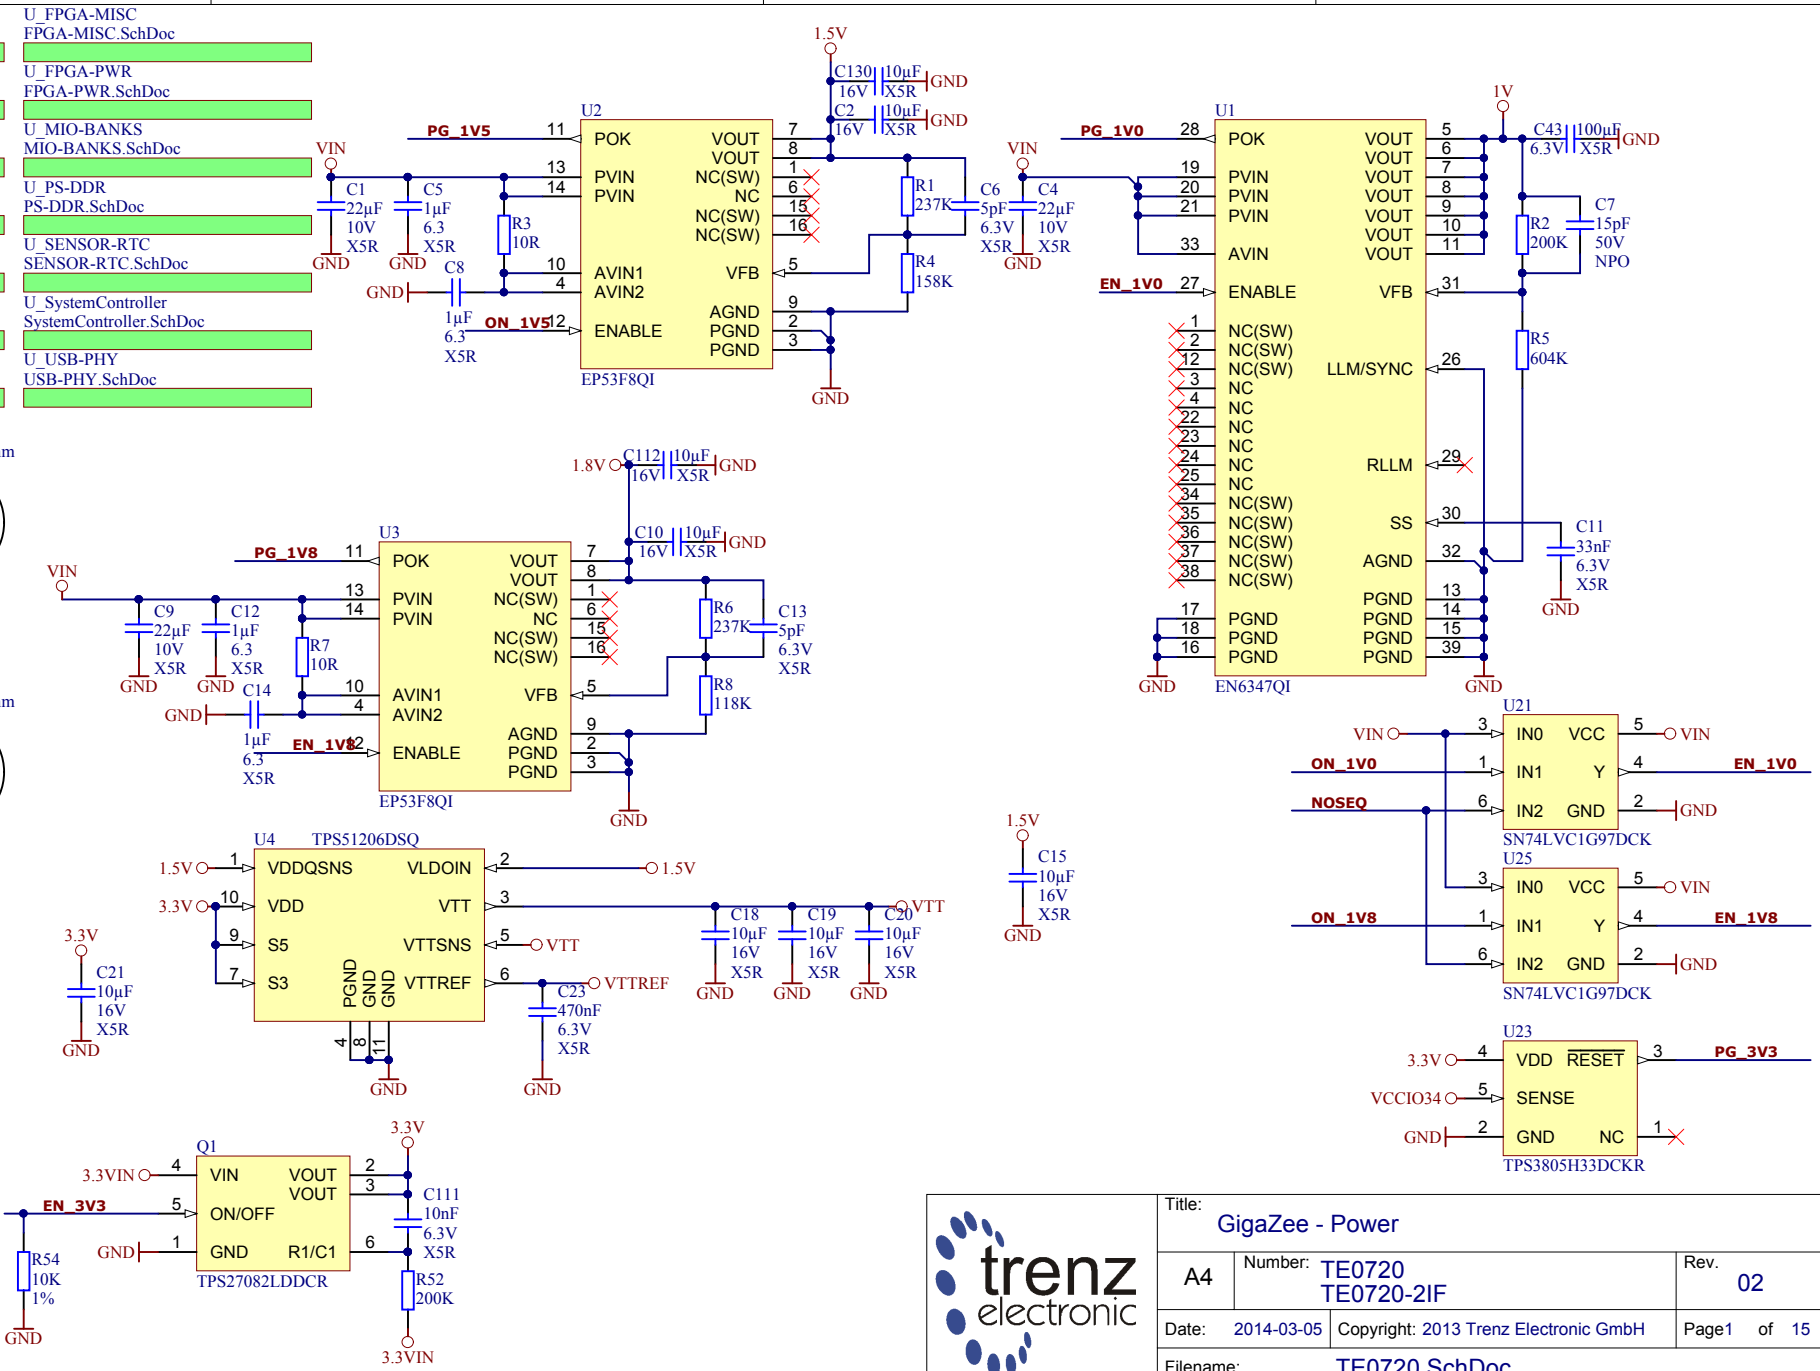 U_FPGA-MISC
FPGA-MISC.SchDoc
U_FPGA-PWR
FPGA-PWR.SchDoc
U_MIO-BANKS
MIO-BANKS.SchDoc
U_PS-DDR
PS-DDR.SchDoc
U_SENSOR-RTC
SENSOR-RTC.SchDoc
U_SystemController
SystemController.SchDoc
U_USB-PHY
USB-PHY.SchDoc
1.5V
C130 10µF GND
16V X5R
C2 10µF GND
16V X5R
U2
PG_1V5 11 POK VOUT 7
VOUT 8
VIN 13 PVIN NC(SW) 1
14 PVIN NC 6
NC(SW) 15
NC(SW) 16
10 AVIN1 VFB 5
4 AVIN2
AGND 9
ON_1V5 12 ENABLE PGND 2
PGND 3
EP53F8QI
GND
C1
22µF
10V
X5R
GND
C5
1µF
6.3
X5R
GND
R3
10R
C8
GND
1µF
6.3
X5R
R1
237K
C6
5pF
6.3V
X5R
R4
158K
U1
1V
PG_1V0 28 POK VOUT 5
VOUT 6
VIN 19 PVIN VOUT 7
20 PVIN VOUT 8
21 PVIN VOUT 9
VOUT 10
33 AVIN VOUT 11
EN_1V0 27 ENABLE VFB 31
1 NC(SW)
2 NC(SW)
12 NC(SW) LLM/SYNC 26
3 NC
4 NC
22 NC
23 NC
24 NC RLLM 29
25 NC
34 NC(SW)
35 NC(SW) SS 30
36 NC(SW)
37 NC(SW) AGND 32
38 NC(SW)
PGND 13
17 PGND PGND 14
18 PGND PGND 15
16 PGND PGND 39
GND GND
EN6347QI
C4
22µF
10V
X5R
GND
C43 100µF GND
6.3V X5R
C7
15pF
50V
NPO
R2
200K
R5
604K
C11
33nF
6.3V
X5R
GND
m
m
1.8V C112 10µF GND
16V X5R
C10 10µF GND
16V X5R
U3
PG_1V8 11 POK VOUT 7
VOUT 8
VIN 13 PVIN NC(SW) 1
14 PVIN NC 6
NC(SW) 15
NC(SW) 16
10 AVIN1 VFB 5
4 AVIN2
AGND 9
EN_1V8 12 ENABLE PGND 2
PGND 3
EP53F8QI
GND
C9
22µF
10V
X5R
GND
C12
1µF
6.3
X5R
GND
R7
10R
C14
GND
1µF
6.3
X5R
R6
237K
C13
5pF
6.3V
X5R
R8
118K
U4 TPS51206DSQ
1.5V 1 VDDQSNS VLDOIN 2 1.5V
3.3V 10 VDD VTT 3 VTT
9 S5 VTTSNS 5 VTT
7 S3 VTTREF 6 VTTREF
PGND GND GND
4 8 11
GND
C18
10µF
16V
X5R
GND
C19
10µF
16V
X5R
GND
C20
10µF
16V
X5R
GND
C23
470nF
6.3V
X5R
GND
3.3V
C21
10µF
16V
X5R
GND
1.5V
C15
10µF
16V
X5R
GND
U21
VIN 3 IN0 VCC 5 VIN
ON_1V0 1 IN1 Y 4 EN_1V0
NOSEQ 6 IN2 GND 2 GND
SN74LVC1G97DCK
U25
3 IN0 VCC 5 VIN
ON_1V8 1 IN1 Y 4 EN_1V8
6 IN2 GND 2 GND
SN74LVC1G97DCK
U23
3.3V 4 VDD RESET 3 PG_3V3
VCCIO34 5 SENSE
GND 2 GND NC 1
TPS3805H33DCKR
Q1
3.3V
3.3VIN 4 VIN VOUT 2
VOUT 3
EN_3V3 5 ON/OFF
GND 1 GND R1/C1 6
TPS27082LDDCR
R54
10K
1%
GND
C111
10nF
6.3V
X5R
R52
200K
3.3VIN
trenz
electronic
Title:
GigaZee - Power
A4 Number: TE0720 Rev. 02
TE0720-2IF
Date: 2014-03-05 Copyright: 2013 Trenz Electronic GmbH Page1 of 15
Filename: TE0720.SchDoc